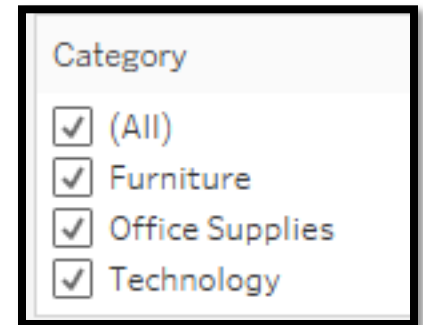 Category
(All)
Furniture
Office Supplies
Technology